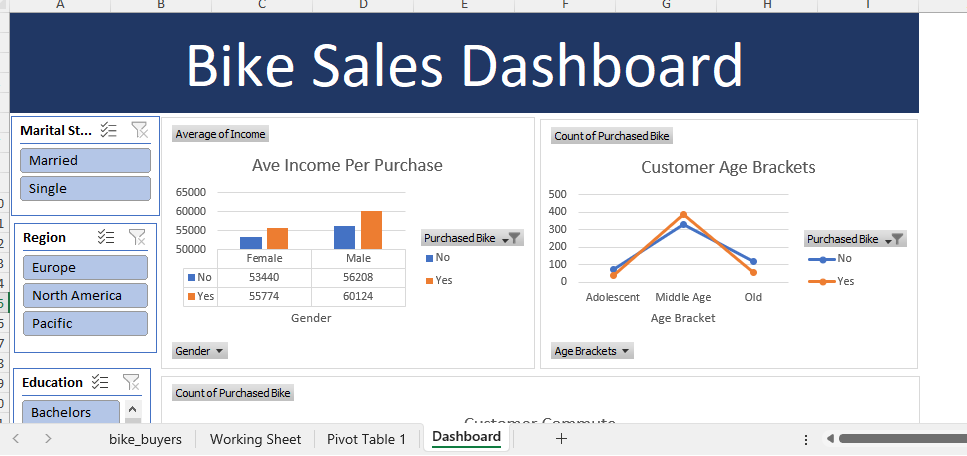 A B C D E F G H I
Bike Sales Dashboard
Marital St...
Married
Single
Region
Europe
North America
Pacific
Education
Bachelors
Average of Income
Ave Income Per Purchase
65000
60000
55000
50000
Female Male
No 53440 56208
Yes 55774 60124
Gender
Purchased Bike
No
Yes
Gender
Count of Purchased Bike
Customer Age Brackets
500
400
300
200
100
0
Adolescent Middle Age Old
Age Bracket
Purchased Bike
No
Yes
Age Brackets
Count of Purchased Bike
Customer Commute
bike_buyers Working Sheet Pivot Table 1 Dashboard